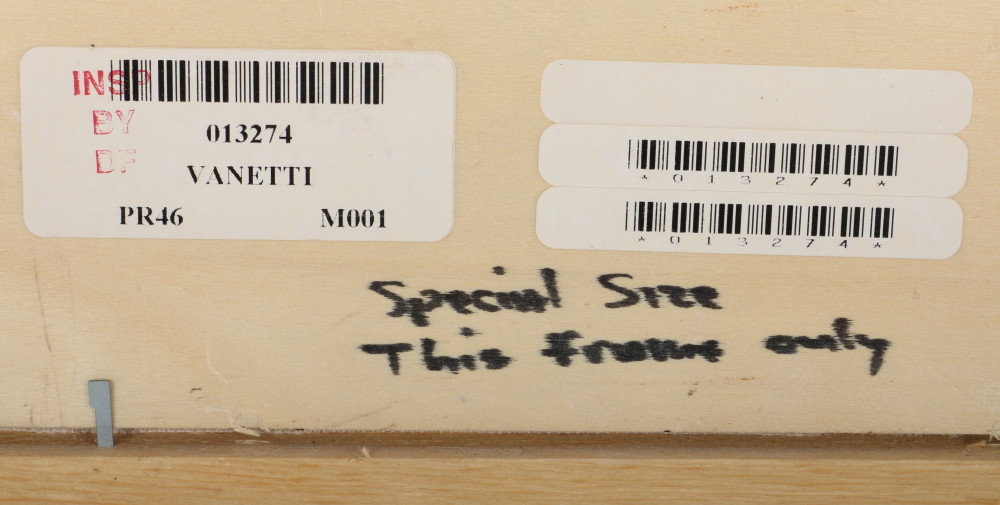 INSP
BY
DF
013274
VANETTI
PR46 M001
*013274*
*013274*
Special Size
This frame only